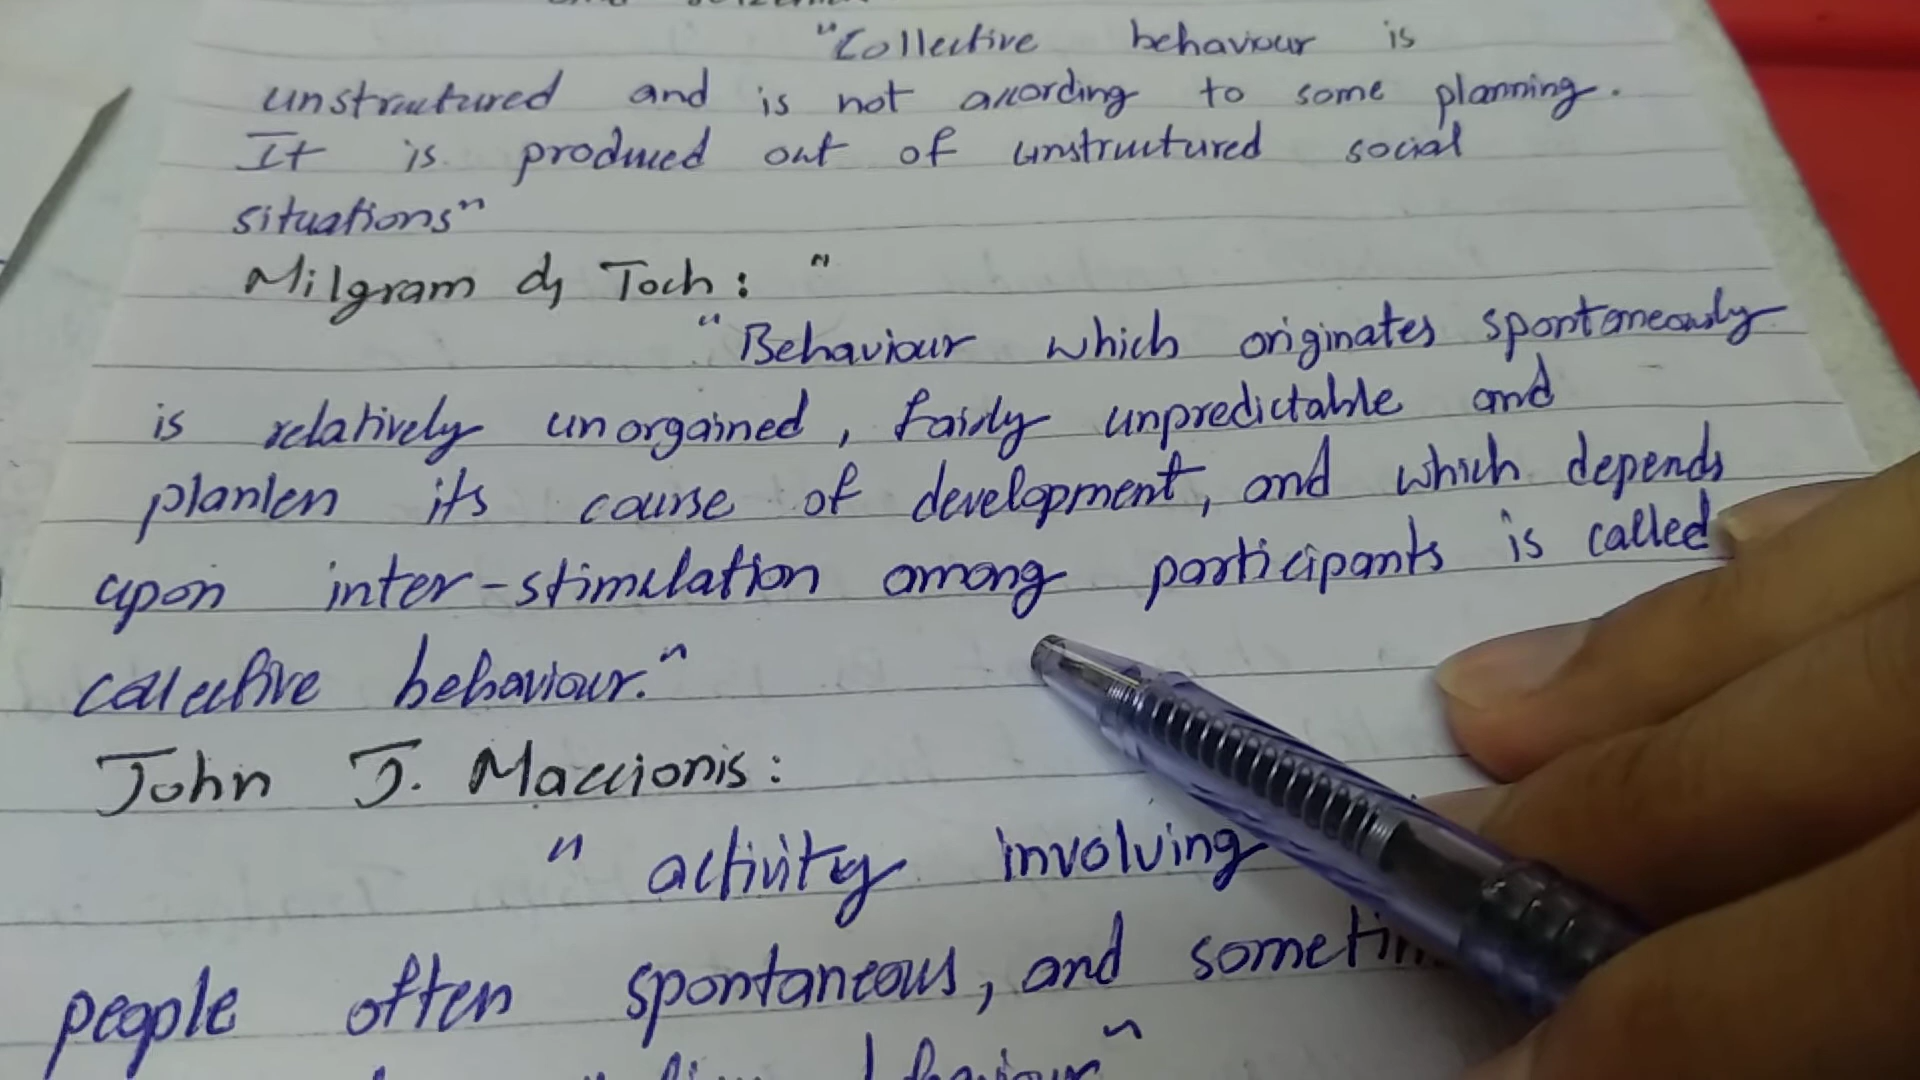 "Collective behaviour is
unstructured and is not according to some planning.
It is produced out of unstructured social
situations"
Milgram & Toch: "
"Behaviour which originates spontaneously
is relatively unorgained, fairly unpredictable and
planlen its course of development, and which depends
upon inter-stimulation among participants is called
collective behaviour."
John J. Maccionis:
" activity involving
people often spontaneous, and
"